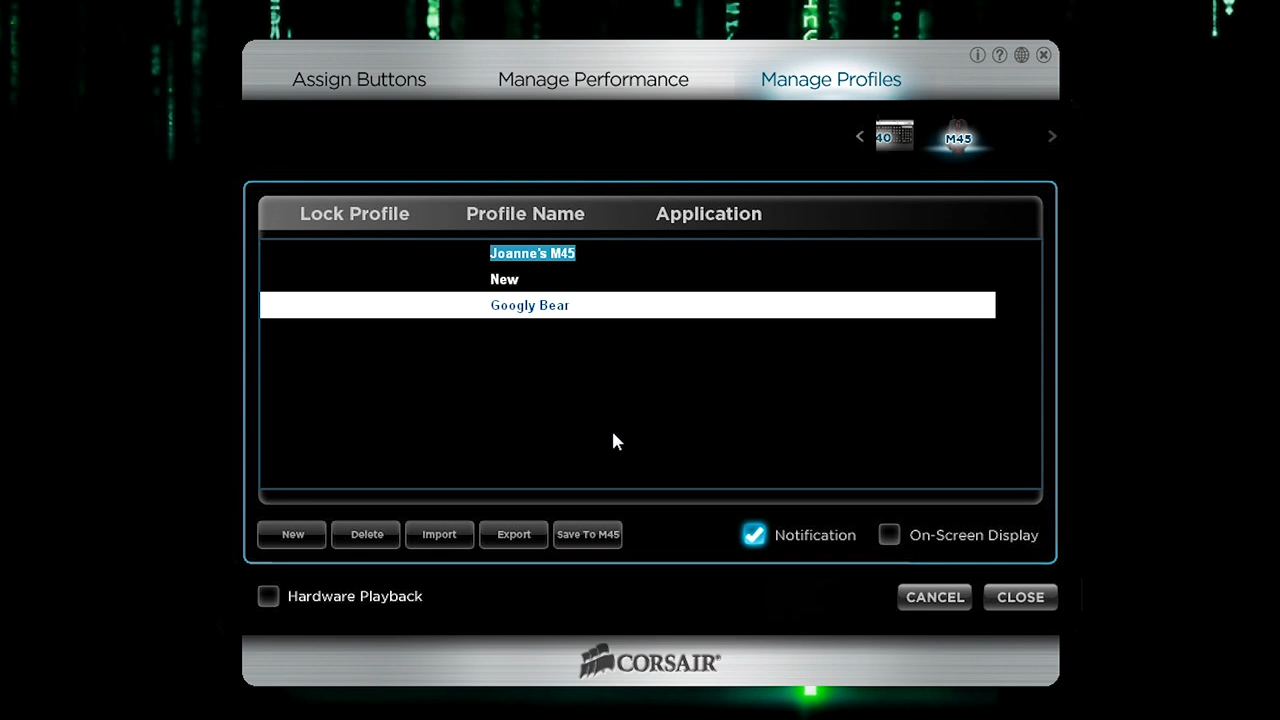 Assign Buttons
Manage Performance
Manage Profiles
40
M45
Lock Profile
Profile Name
Application
Joanne's M45
New
Googly Bear
New
Delete
Import
Export
Save To M45
Notification
On-Screen Display
Hardware Playback
CANCEL
CLOSE
CORSAIR